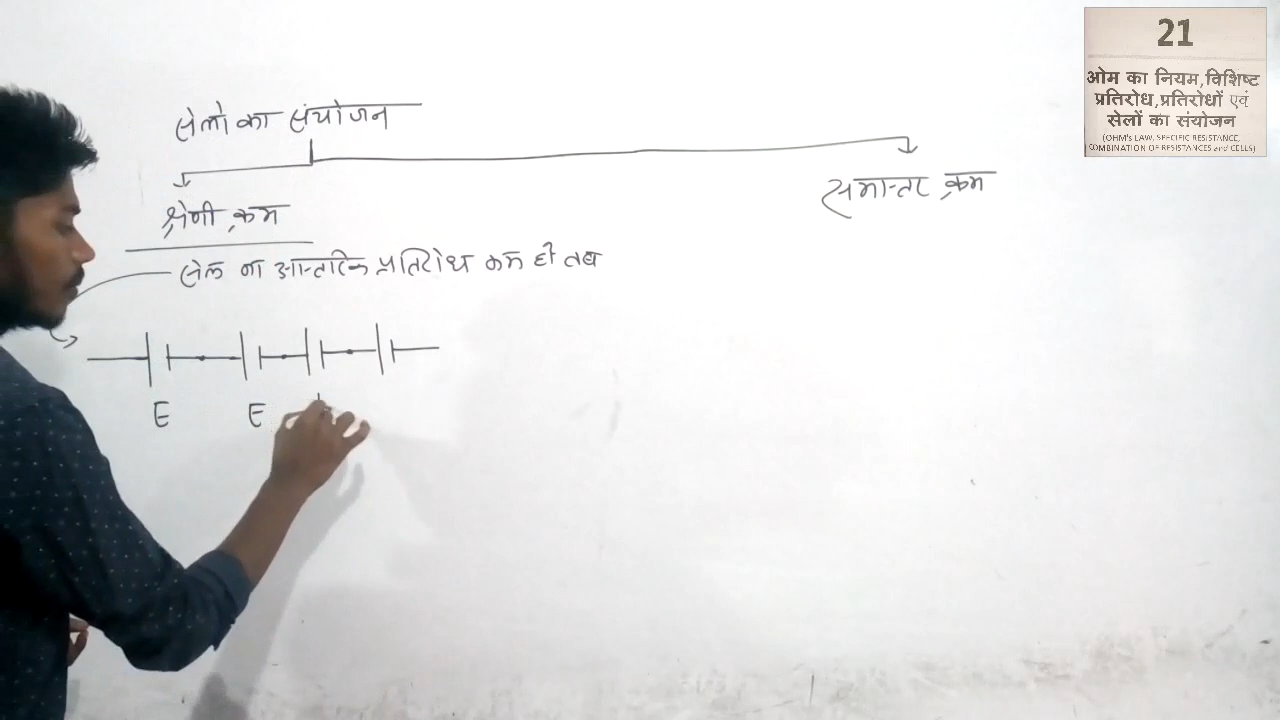 सेलों का संयोजन
श्रेणी क्रम
समान्तर क्रम
सेल का आन्तरिक प्रतिरोध कम हो तब
E
E
21
ओम का नियम,विशिष्ट
प्रतिरोध,प्रतिरोधों एवं
सेलों का संयोजन
(OHM's LAW, SPECIFIC RESISTANCE,
COMBINATION OF RESISTANCES and CELLS)